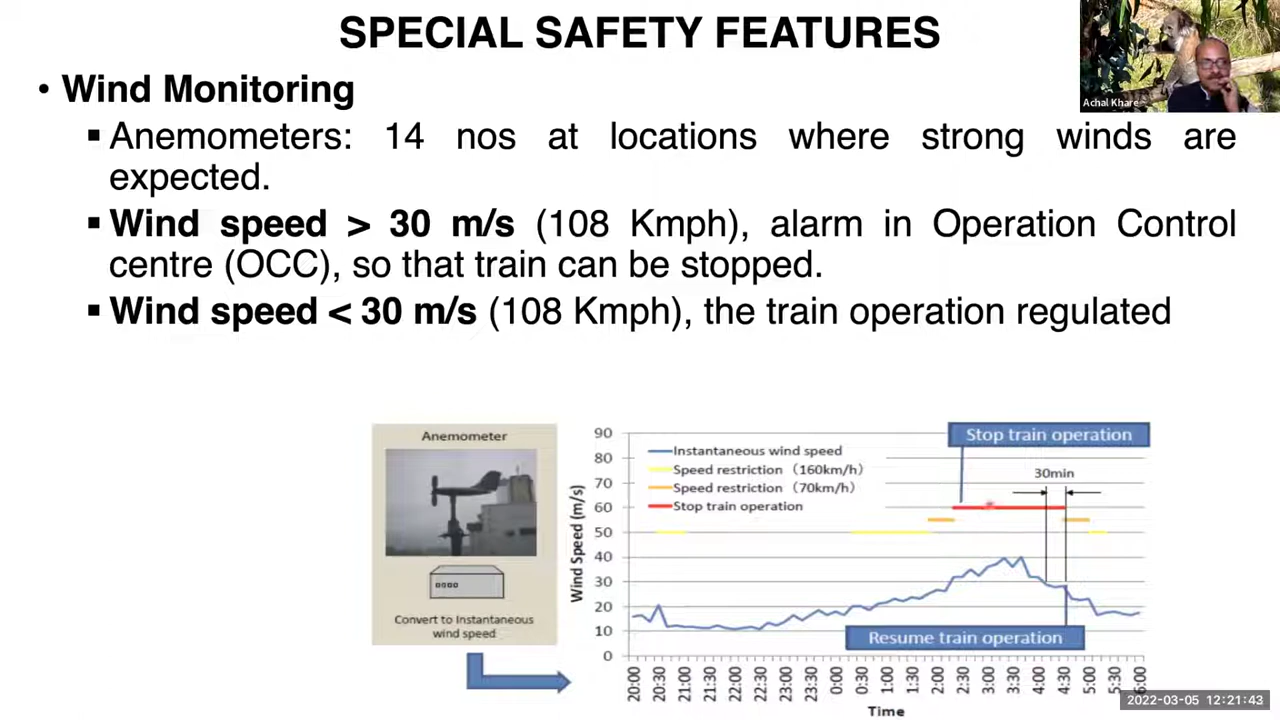 SPECIAL SAFETY FEATURES
Achal Khare
• Wind Monitoring
▪ Anemometers: 14 nos at locations where strong winds are
expected.
▪ Wind speed > 30 m/s (108 Kmph), alarm in Operation Control
centre (OCC), so that train can be stopped.
▪ Wind speed < 30 m/s (108 Kmph), the train operation regulated
Anemometer
Convert to Instantaneous
wind speed
Wind Speed (m/s)
90
80
70
60
50
40
30
20
10
0
Instantaneous wind speed
Speed restriction (160km/h)
Speed restriction (70km/h)
Stop train operation
Stop train operation
30min
Resume train operation
20:00
20:30
21:00
21:30
22:00
22:30
23:00
23:30
0:00
0:30
1:00
1:30
2:00
2:30
3:00
3:30
4:00
4:30
5:00
5:30
6:00
Time
2022-03-05 12:21:43